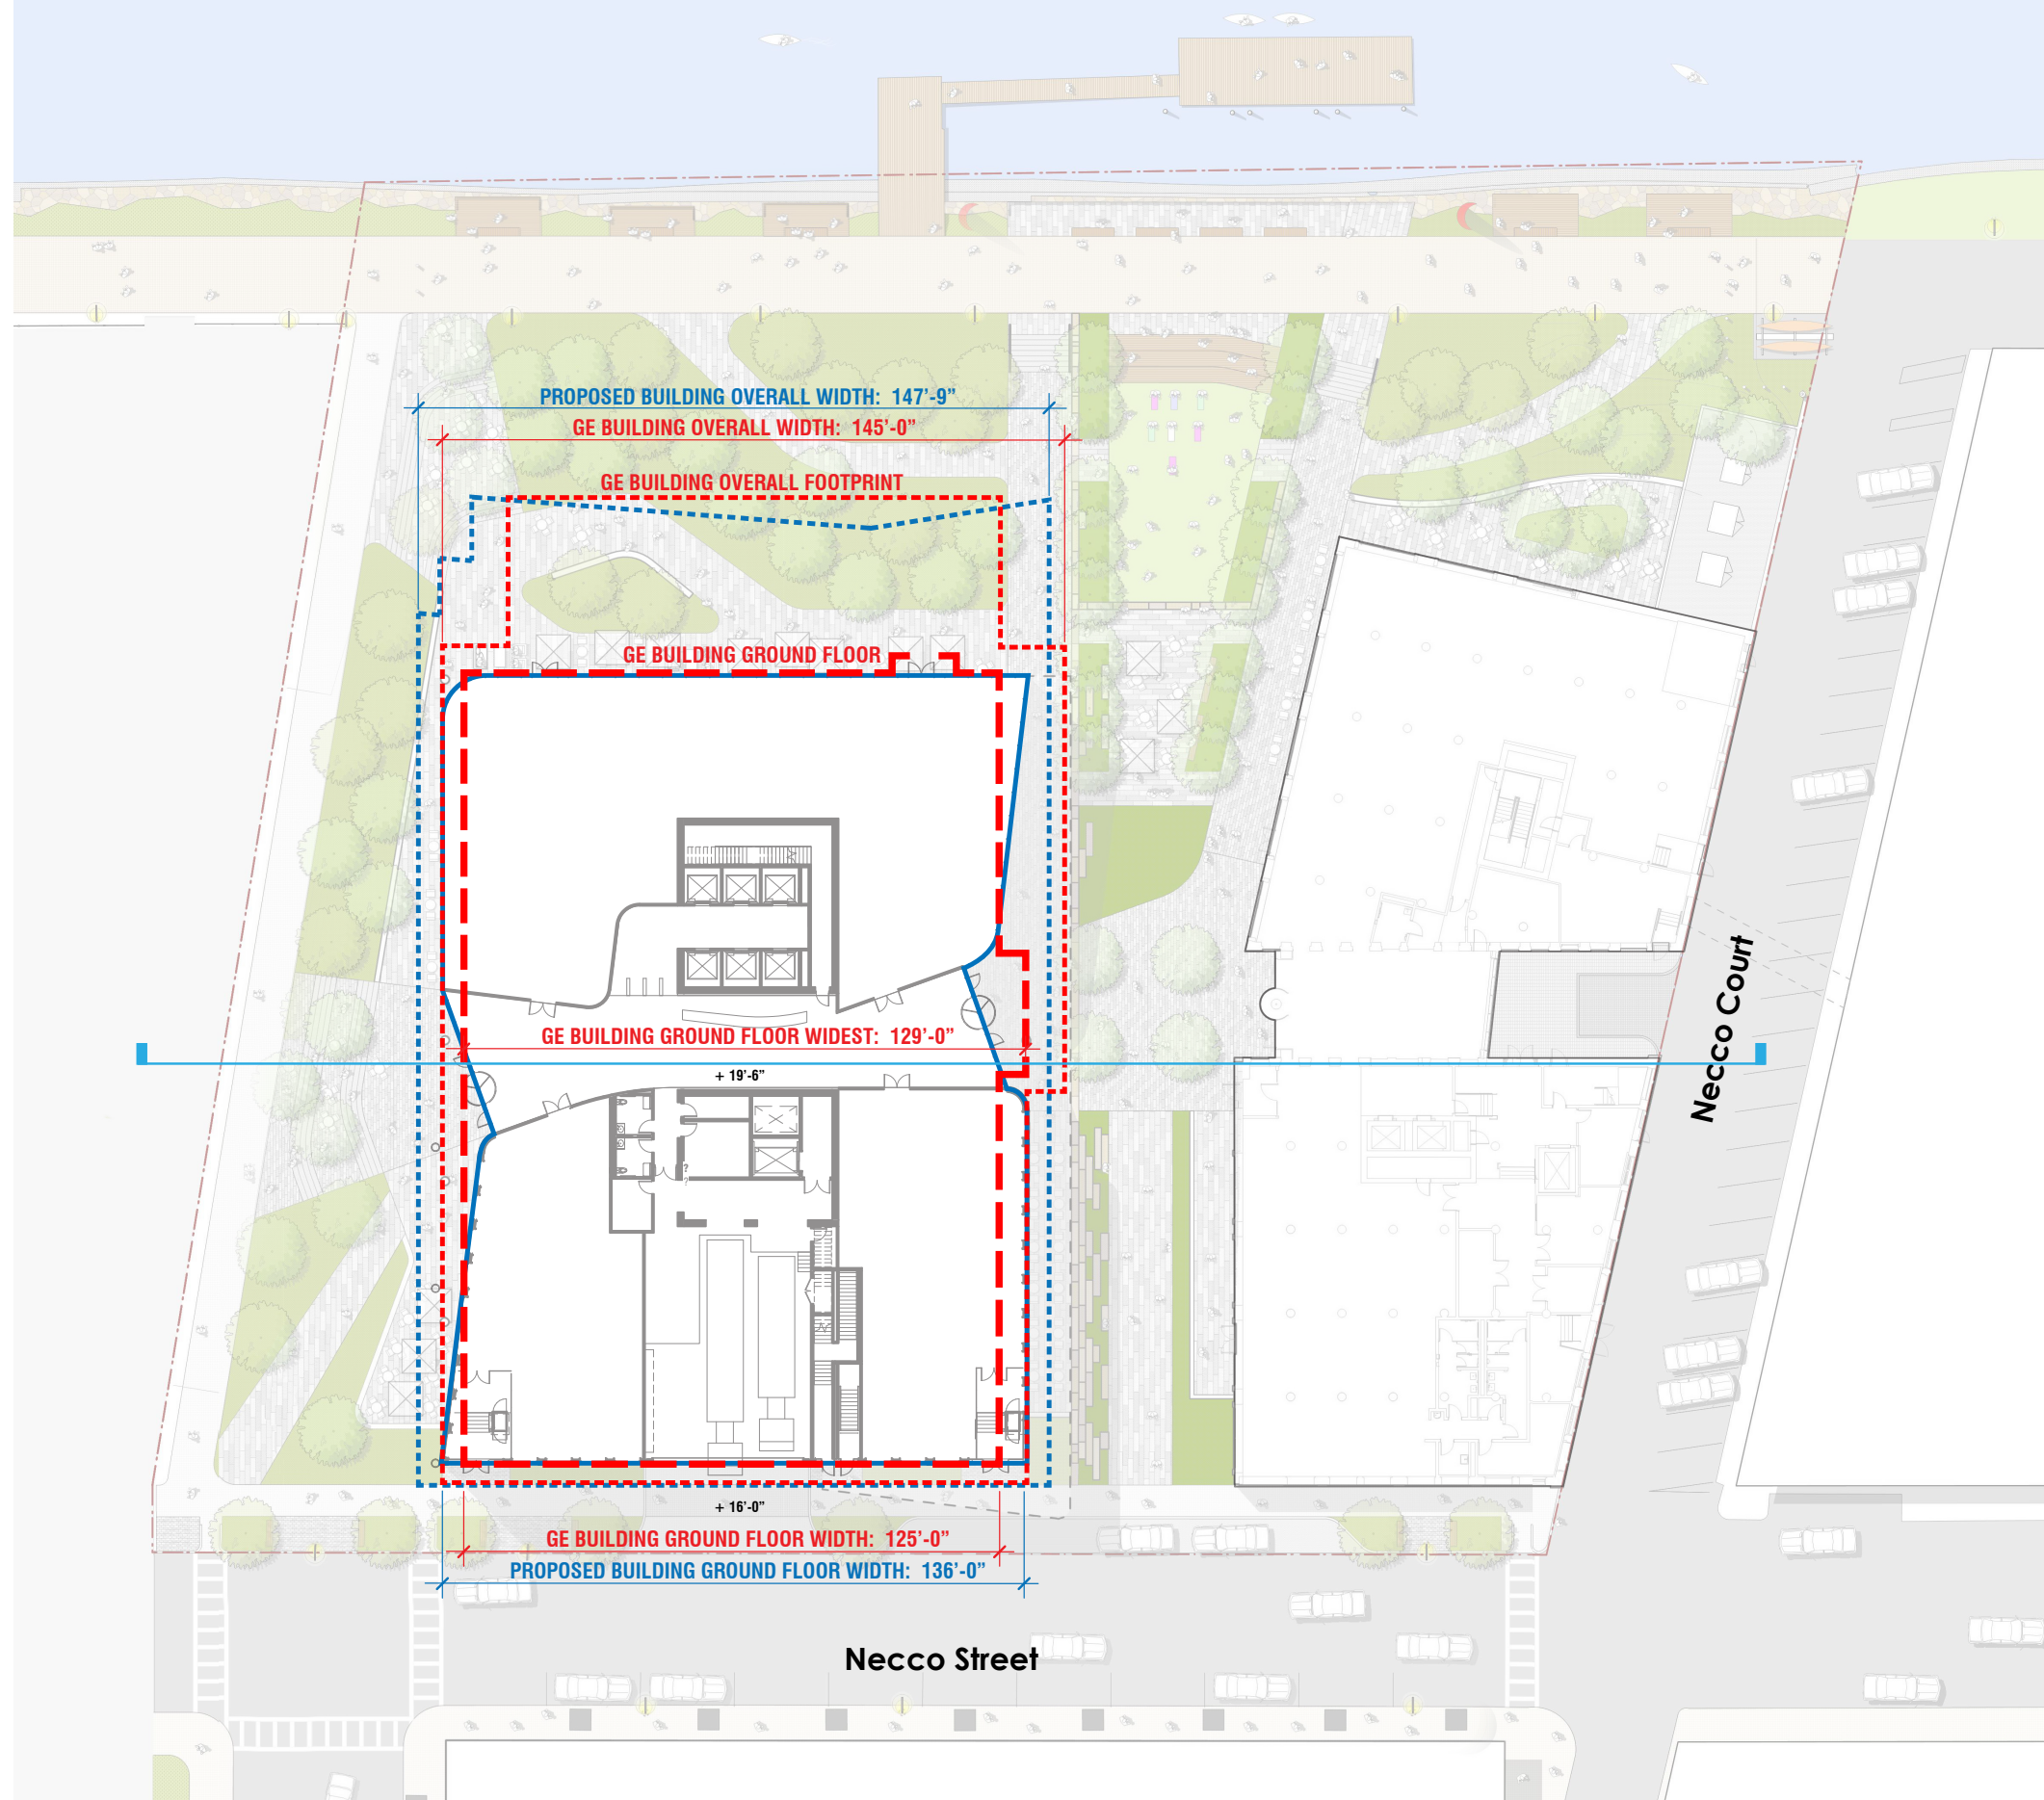 PROPOSED BUILDING OVERALL WIDTH: 147'-9"
GE BUILDING OVERALL WIDTH: 145'-0"
GE BUILDING OVERALL FOOTPRINT
GE BUILDING GROUND FLOOR
GE BUILDING GROUND FLOOR WIDEST: 129'-0"
+ 19'-6"
Necco Court
?
?
+ 16'-0"
GE BUILDING GROUND FLOOR WIDTH: 125'-0"
PROPOSED BUILDING GROUND FLOOR WIDTH: 136'-0"
Necco Street